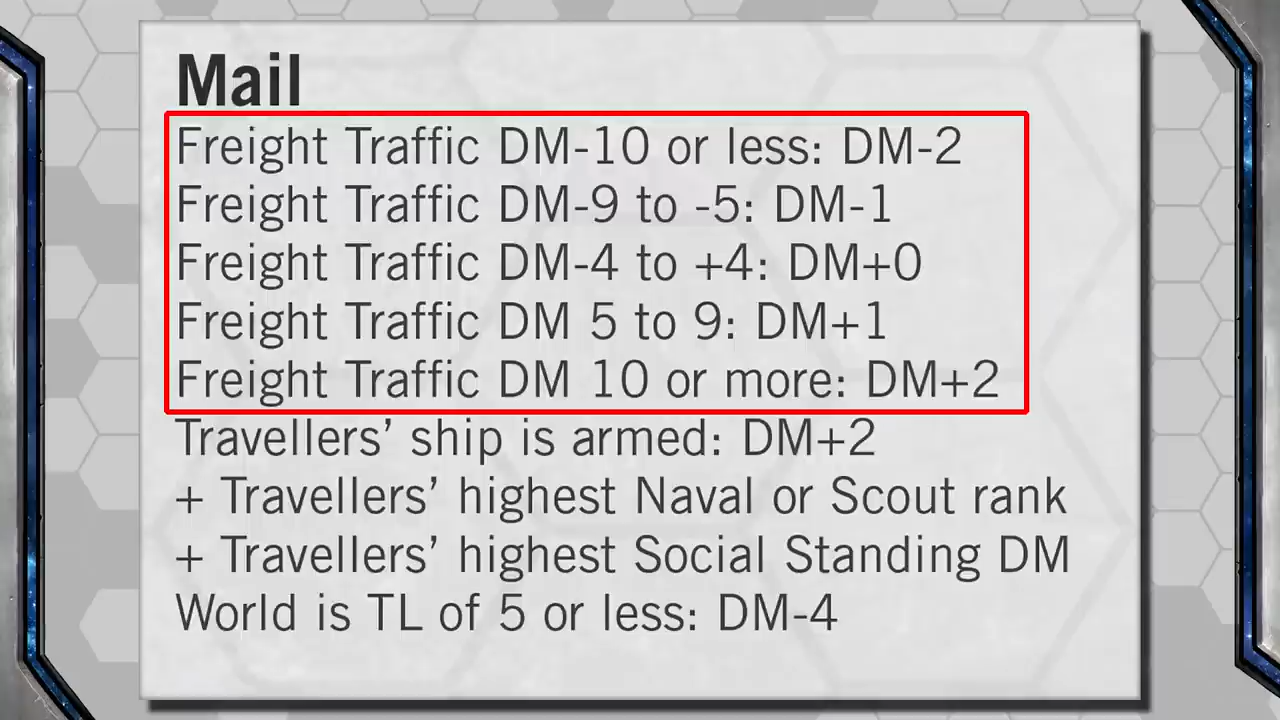 Mail
Freight Traffic DM-10 or less: DM-2
Freight Traffic DM-9 to -5: DM-1
Freight Traffic DM-4 to +4: DM+0
Freight Traffic DM 5 to 9: DM+1
Freight Traffic DM 10 or more: DM+2
Travellers’ ship is armed: DM+2
+ Travellers’ highest Naval or Scout rank
+ Travellers’ highest Social Standing DM
World is TL of 5 or less: DM-4